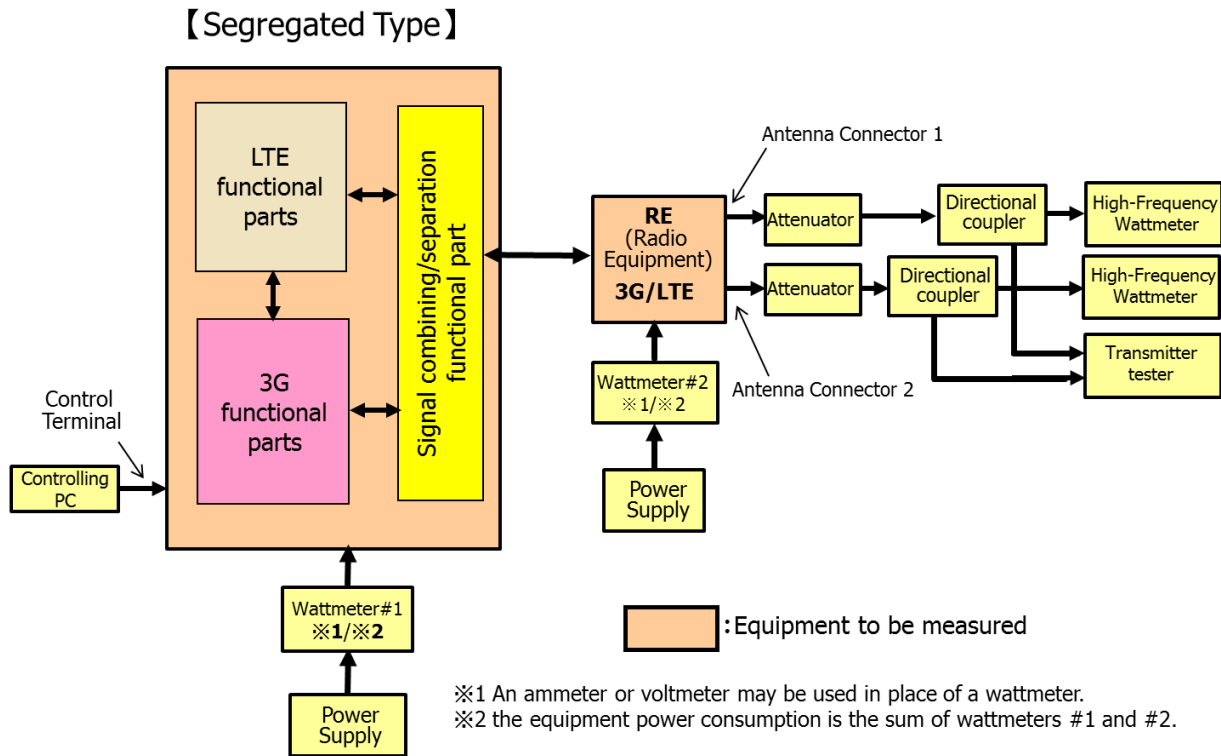 【Segregated Type】
LTE
functional
parts
3G
functional
parts
Signal combining/separation
functional part
Control
Terminal
Controlling
PC
Wattmeter#1
※1/※2
Power
Supply
RE
(Radio
Equipment)
3G/LTE
Wattmeter#2
※1/※2
Power
Supply
Antenna Connector 1
Antenna Connector 2
Attenuator
Attenuator
Directional
coupler
Directional
coupler
High-Frequency
Wattmeter
High-Frequency
Wattmeter
Transmitter
tester
:Equipment to be measured
※1 An ammeter or voltmeter may be used in place of a wattmeter.
※2 the equipment power consumption is the sum of wattmeters #1 and #2.